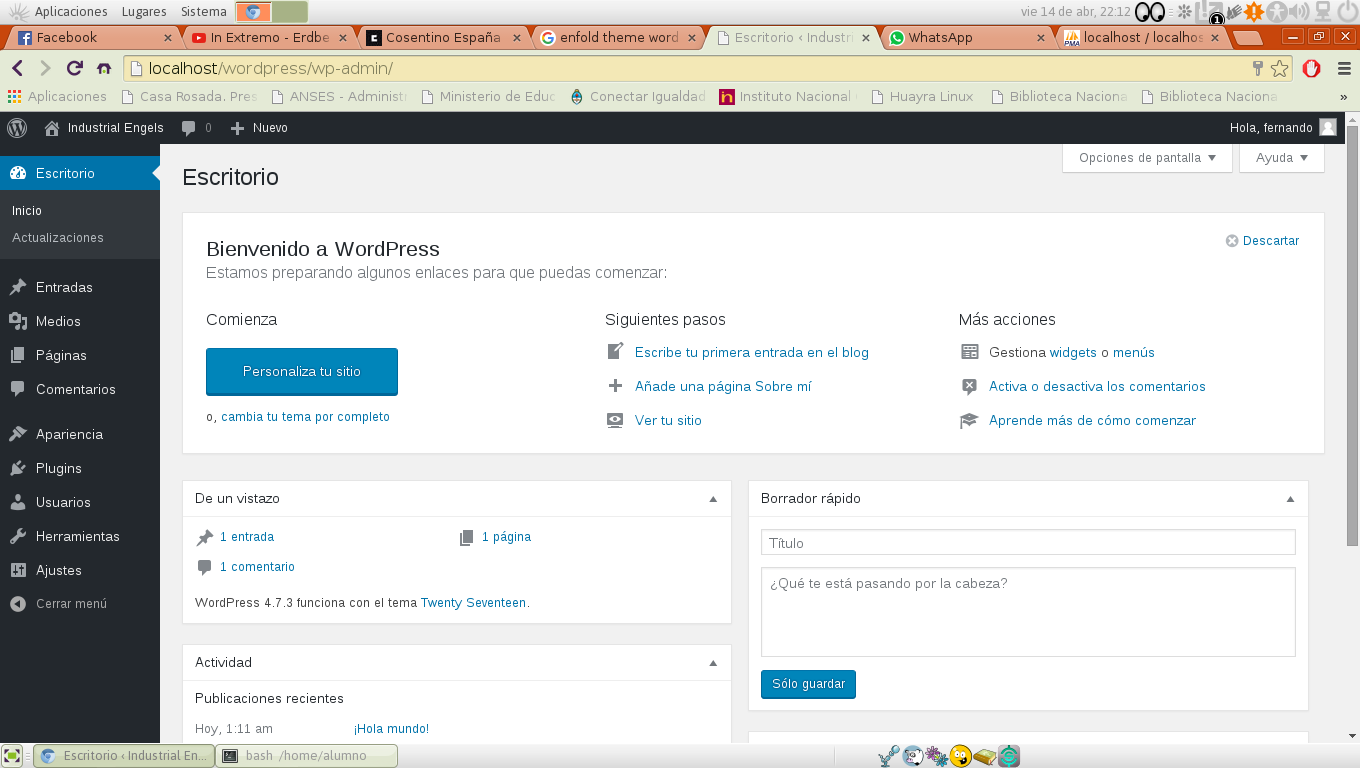 Aplicaciones Lugares Sistema vie 14 de abr, 22:12 1
Facebook In Extremo - Erdbe Cosentino España enfold theme word Escritorio ‹ Industri WhatsApp PMA localhost / localhos
localhost/wordpress/wp-admin/
Aplicaciones Casa Rosada. Pres ANSES - Administr Ministerio de Educ Conectar Igualdad Instituto Nacional Huayra Linux Biblioteca Naciona Biblioteca Naciona »
Industrial Engels 0 Nuevo Hola, fernando
Opciones de pantalla Ayuda
Escritorio
Inicio
Actualizaciones
Entradas
Medios
Páginas
Comentarios
Apariencia
Plugins
Usuarios
Herramientas
Ajustes
Cerrar menú
Escritorio
Bienvenido a WordPress
Descartar
Estamos preparando algunos enlaces para que puedas comenzar:
Comienza
Personaliza tu sitio
o, cambia tu tema por completo
Siguientes pasos
Escribe tu primera entrada en el blog
Añade una página Sobre mí
Ver tu sitio
Más acciones
Gestiona widgets o menús
Activa o desactiva los comentarios
Aprende más de cómo comenzar
De un vistazo
1 entrada 1 página
1 comentario
WordPress 4.7.3 funciona con el tema Twenty Seventeen.
Actividad
Publicaciones recientes
Hoy, 1:11 am ¡Hola mundo!
Borrador rápido
Título
¿Qué te está pasando por la cabeza?
Sólo guardar
Escritorio ‹ Industrial En... bash /home/alumno